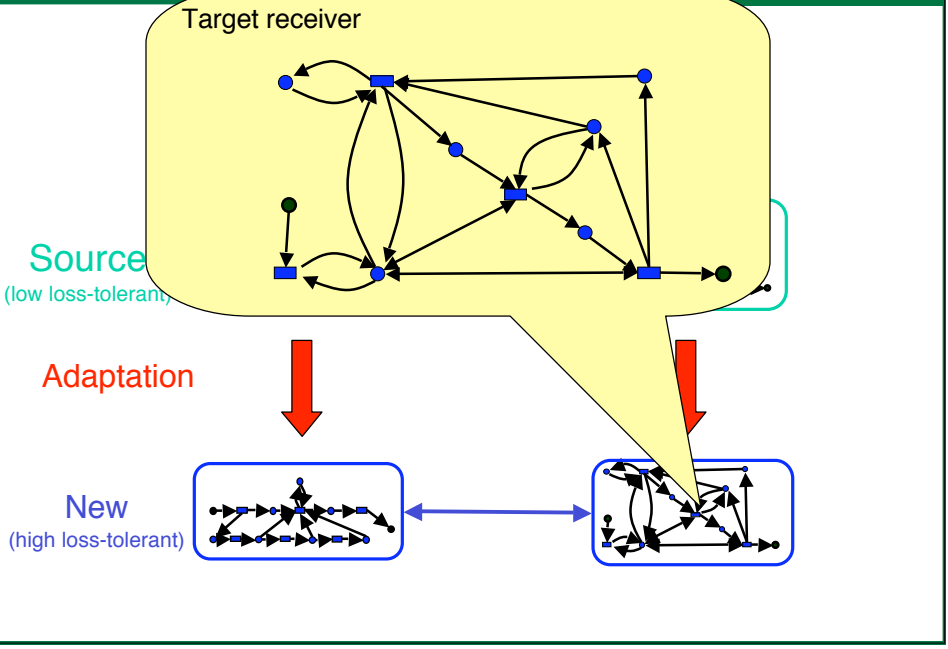 Target receiver
Source
(low loss-tolerant)
Adaptation
New
(high loss-tolerant)